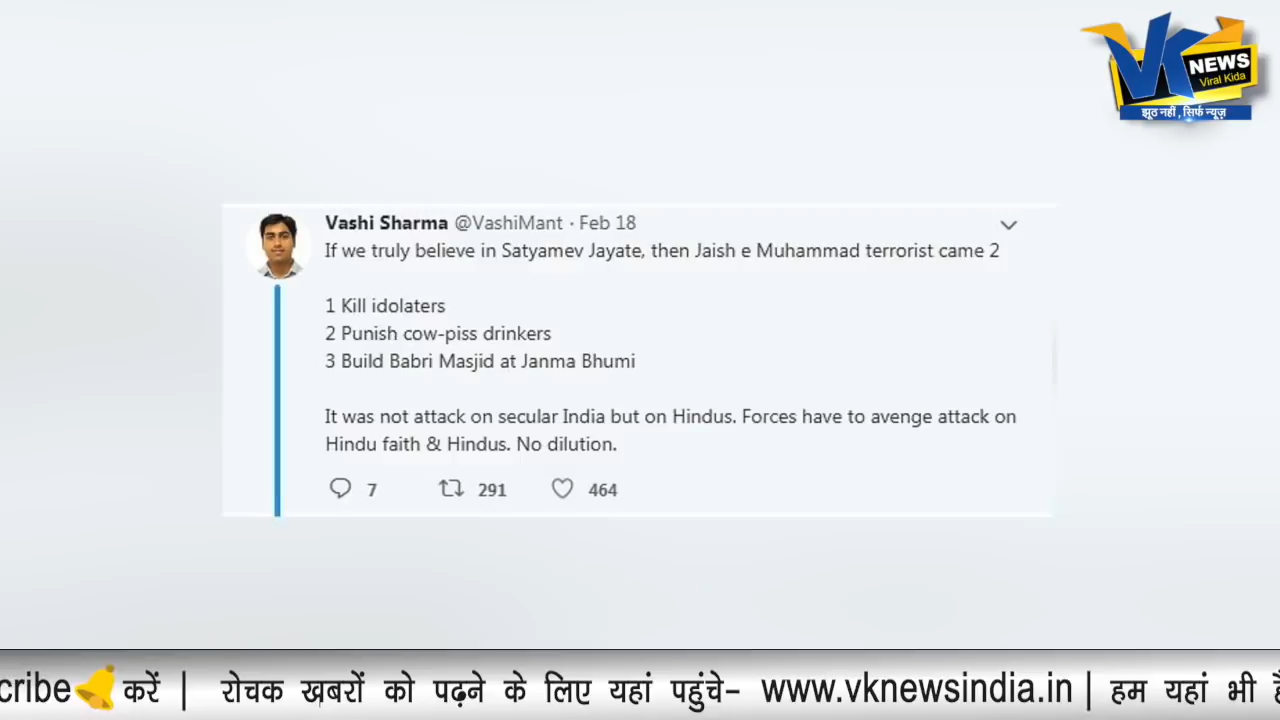 VK NEWS
Viral Kida
झूठ नहीं , सिर्फ न्यूज़
Vashi Sharma @VashiMant · Feb 18
If we truly believe in Satyamev Jayate, then Jaish e Muhammad terrorist came 2
1 Kill idolaters
2 Punish cow-piss drinkers
3 Build Babri Masjid at Janma Bhumi
It was not attack on secular India but on Hindus. Forces have to avenge attack on
Hindu faith & Hindus. No dilution.
7 291 464
cribe करें | रोचक ख़बरों को पढ़ने के लिए यहां पहुंचे- www.vknewsindia.in | हम यहां भी